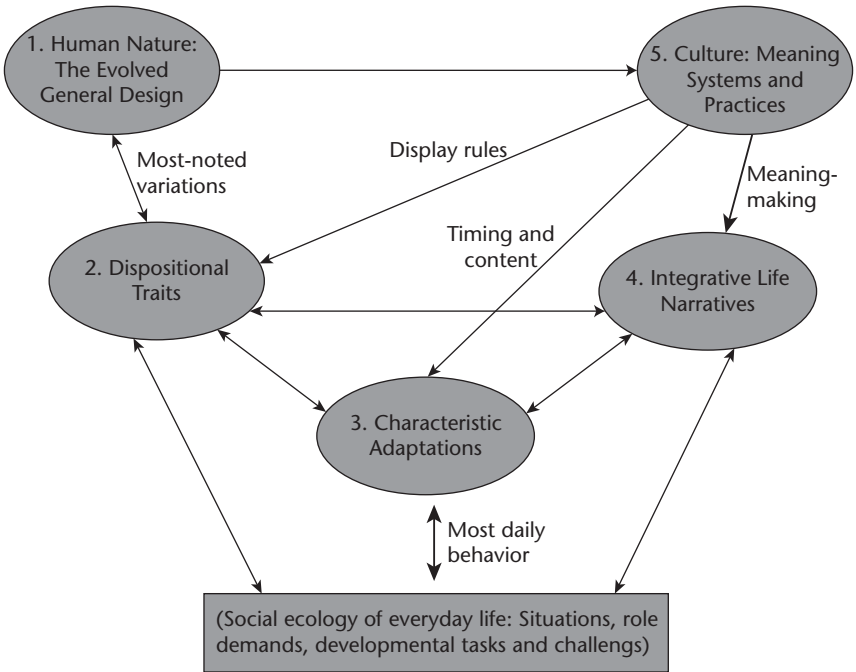 1. Human Nature:
The Evolved
General Design
5. Culture: Meaning
Systems and
Practices
Most-noted
variations
Display rules
Meaning-
making
Timing and
content
2. Dispositional
Traits
4. Integrative Life
Narratives
3. Characteristic
Adaptations
Most daily
behavior
(Social ecology of everyday life: Situations, role
demands, developmental tasks and challengs)